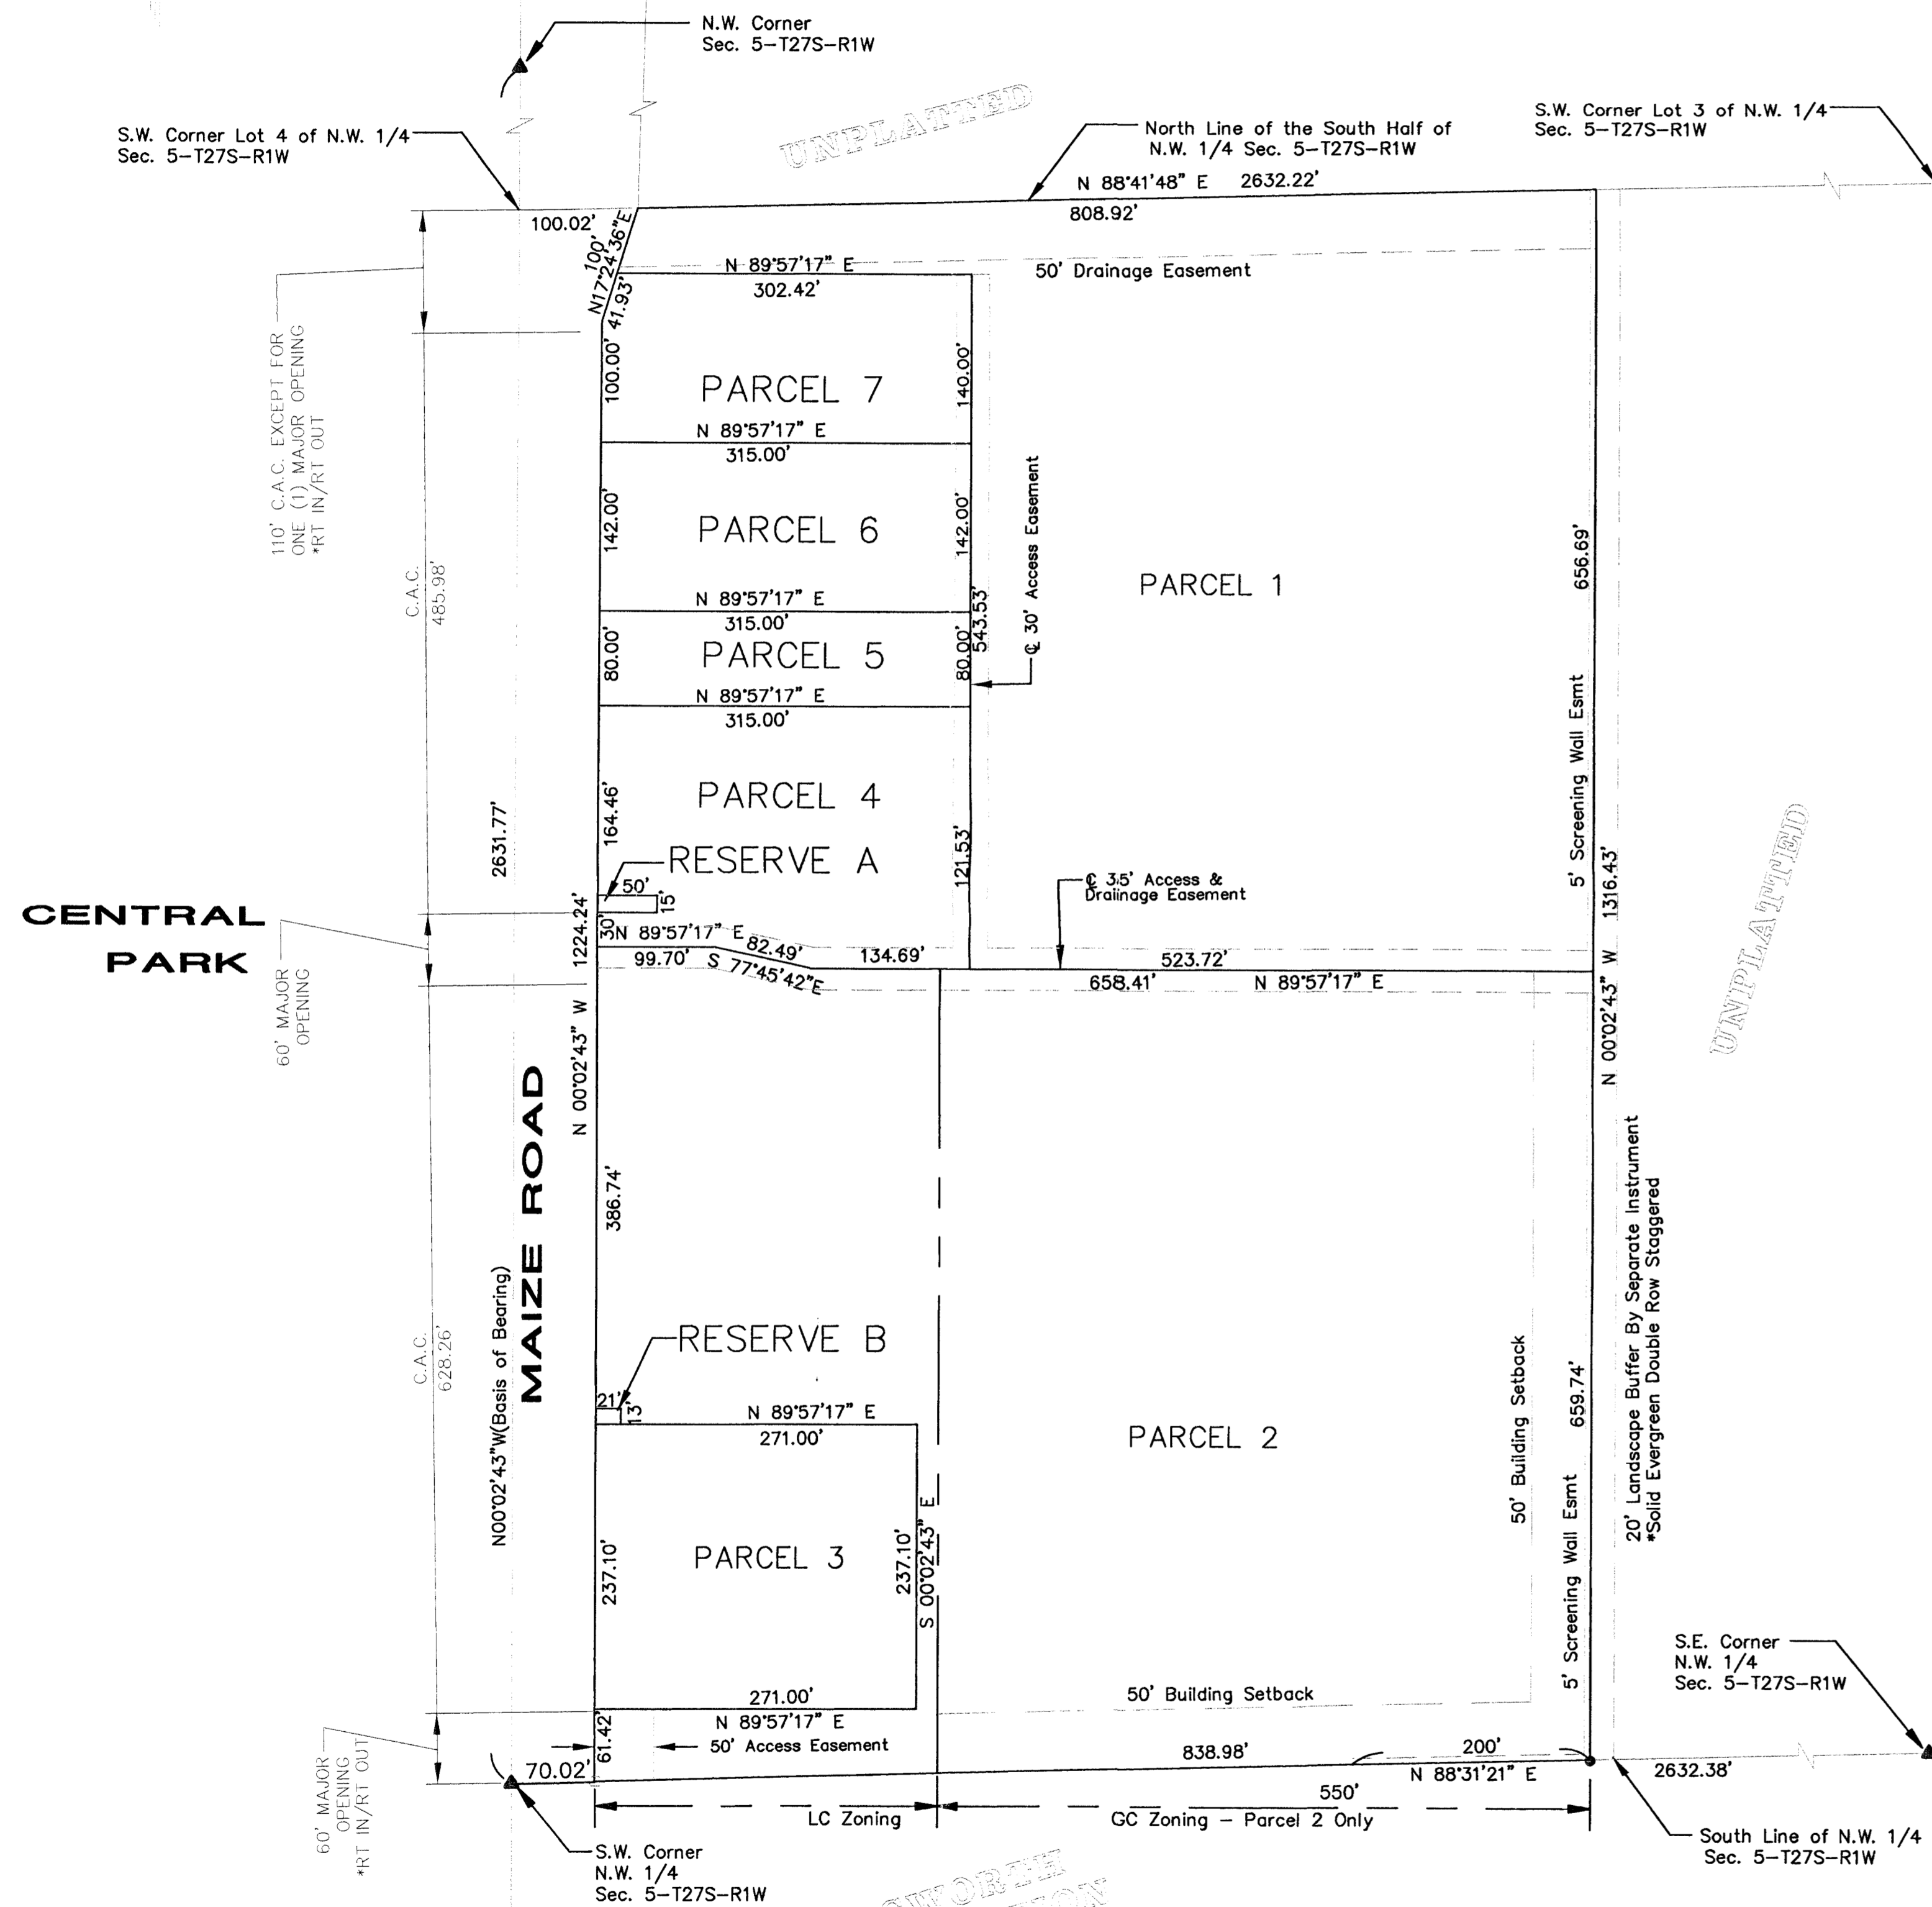 N.W. Corner
Sec. 5-T27S-R1W
S.W. Corner Lot 4 of N.W. 1/4
Sec. 5-T27S-R1W
UNPLATTED
North Line of the South Half of
N.W. 1/4 Sec. 5-T27S-R1W
S.W. Corner Lot 3 of N.W. 1/4
Sec. 5-T27S-R1W
N 88°41'48" E 2632.22'
808.92'
100.02'
100'
N17°24'36"E
41.93'
N 89°57'17" E
302.42'
50' Drainage Easement
110' C.A.C. EXCEPT FOR
ONE (1) MAJOR OPENING
*RT IN/RT OUT
100.00'
PARCEL 7
140.00'
N 89°57'17" E
315.00'
142.00'
PARCEL 6
142.00'
℄ 30' Access Easement
PARCEL 1
656.69'
C.A.C.
485.98'
N 89°57'17" E
315.00'
80.00'
PARCEL 5
80.00'
543.53'
N 89°57'17" E
315.00'
5' Screening Wall Esmt
2631.77'
164.46'
PARCEL 4
121.53'
RESERVE A
50'
15'
℄ 35' Access &
Draiinage Easement
1316.43'
UNPLATTED
CENTRAL
PARK
1224.24'
30'
N 89°57'17" E
82.49'
99.70'
S 77°45'42"E
134.69'
523.72'
658.41'
N 89°57'17" E
60' MAJOR
OPENING
N 00°02'43" W
N 00°02'43" W
MAIZE ROAD
386.74'
N00°02'43"W(Basis of Bearing)
C.A.C.
628.26'
RESERVE B
21'
13'
N 89°57'17" E
271.00'
PARCEL 2
50' Building Setback
659.74'
20' Landscape Buffer By Separate Instrument
*Solid Evergreen Double Row Staggered
237.10'
PARCEL 3
237.10'
S 00°02'43" E
5' Screening Wall Esmt
271.00'
N 89°57'17" E
50' Building Setback
S.E. Corner
N.W. 1/4
Sec. 5-T27S-R1W
60' MAJOR
OPENING
*RT IN/RT OUT
61.42'
50' Access Easement
70.02'
838.98'
200'
N 88°31'21" E
2632.38'
550'
LC Zoning
GC Zoning - Parcel 2 Only
South Line of N.W. 1/4
Sec. 5-T27S-R1W
S.W. Corner
N.W. 1/4
Sec. 5-T27S-R1W